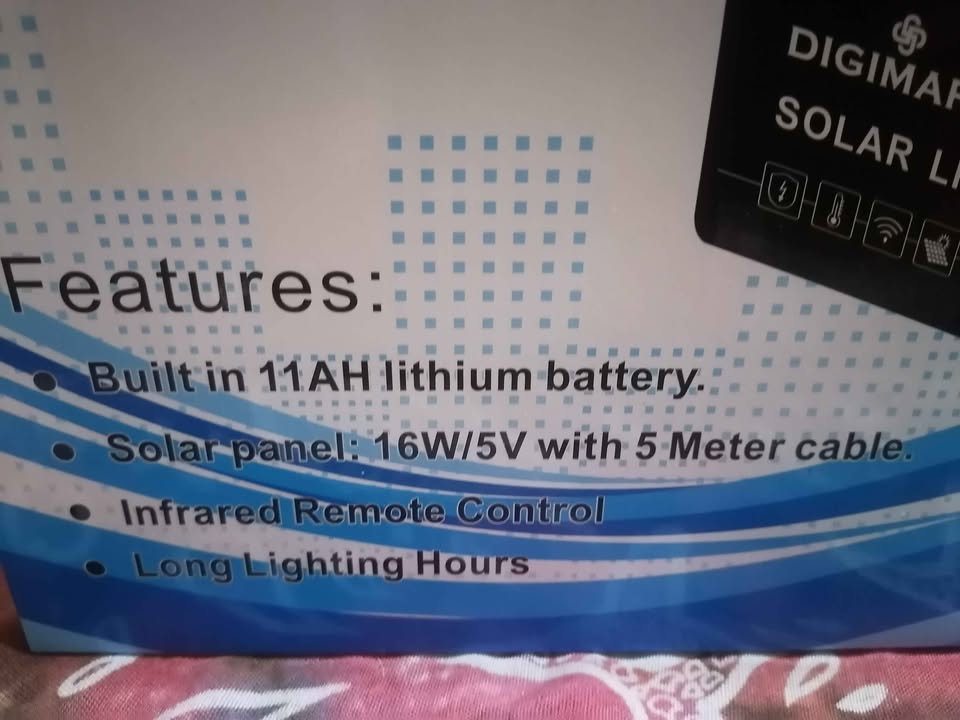 SOLAR
Features:
Built in 11AH lithium battery.
Solar panel: 16W/5V with 5 Meter cable.
Infrared Remote Control
Long Lighting Hours